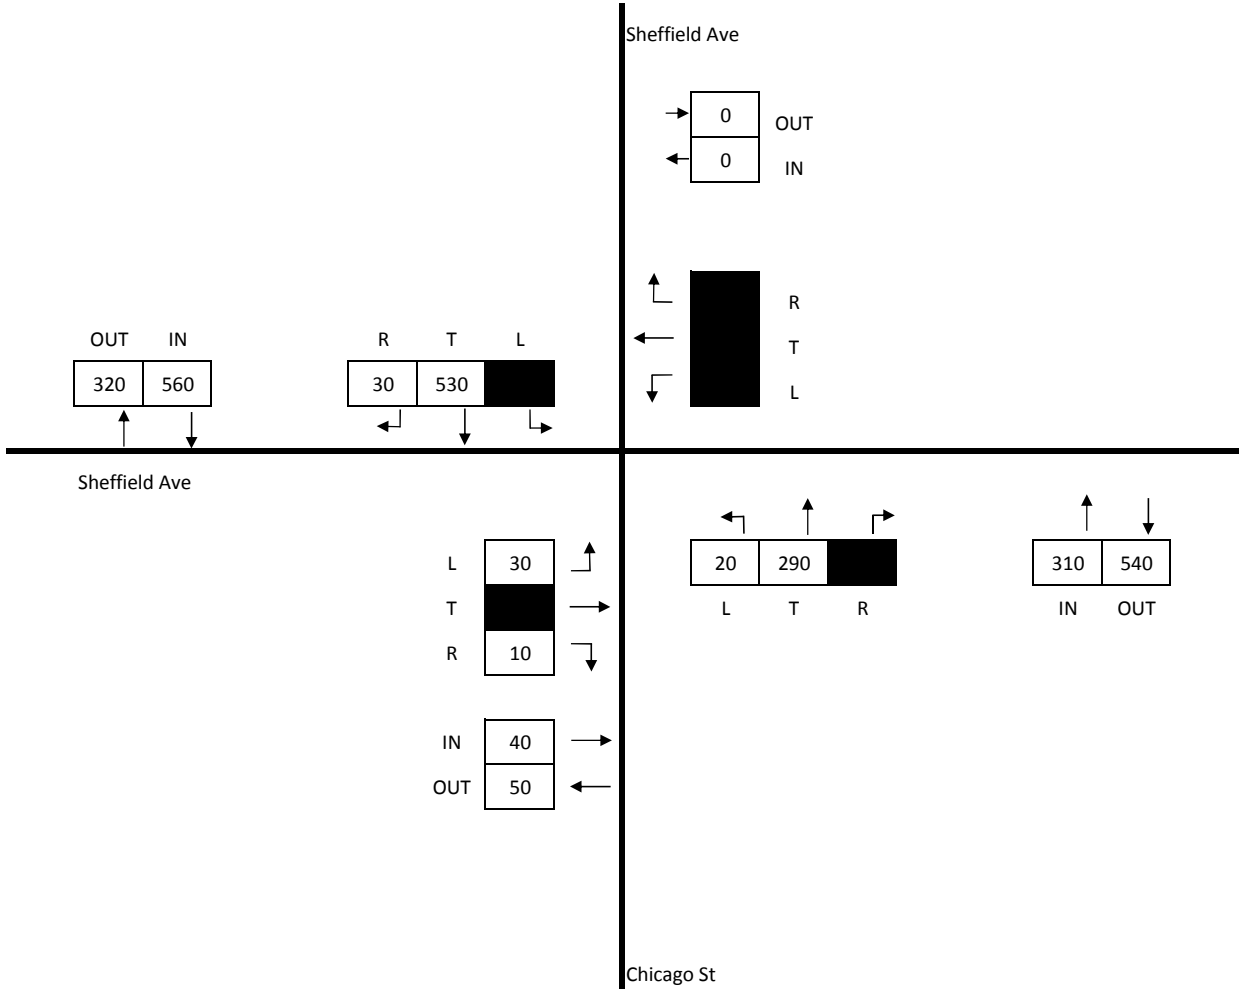 Sheffield Ave
0
OUT
0
IN
R
T
L
OUT IN
R T L
320 560
30 530
Sheffield Ave
L 30
T
R 10
20 290
310 540
L T R
IN OUT
IN 40
OUT 50
Chicago St